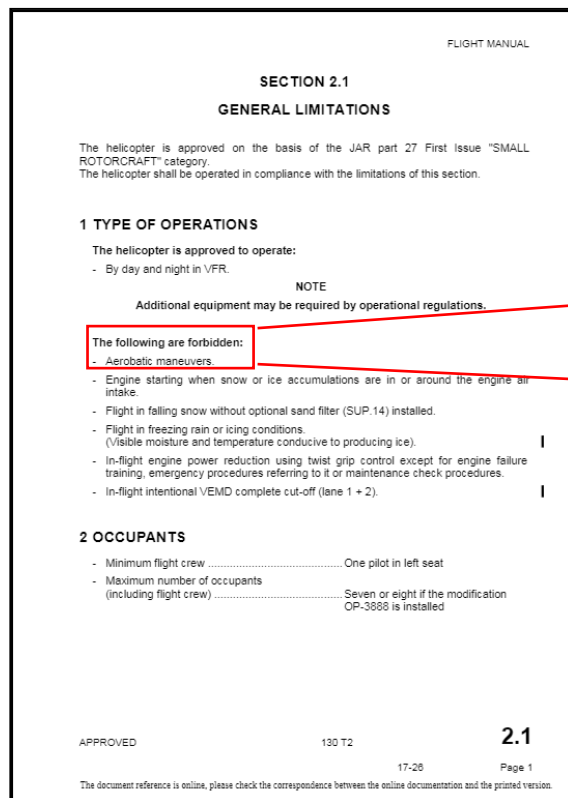 FLIGHT MANUAL
SECTION 2.1
GENERAL LIMITATIONS
The helicopter is approved on the basis of the JAR part 27 First Issue "SMALL
ROTORCRAFT" category.
The helicopter shall be operated in compliance with the limitations of this section.
1 TYPE OF OPERATIONS
The helicopter is approved to operate:
- By day and night in VFR.
NOTE
Additional equipment may be required by operational regulations.
The following are forbidden:
- Aerobatic maneuvers.
- Engine starting when snow or ice accumulations are in or around the engine air
intake.
- Flight in falling snow without optional sand filter (SUP.14) installed.
- Flight in freezing rain or icing conditions.
(Visible moisture and temperature conducive to producing ice).
- In-flight engine power reduction using twist grip control except for engine failure
training, emergency procedures referring to it or maintenance check procedures.
- In-flight intentional VEMD complete cut-off (lane 1 + 2).
2 OCCUPANTS
- Minimum flight crew ............................................ One pilot in left seat
- Maximum number of occupants
(including flight crew) .......................................... Seven or eight if the modification
OP-3888 is installed
APPROVED 130 T2 2.1
17-26 Page 1
The document reference is online, please check the correspondence between the online documentation and the printed version.